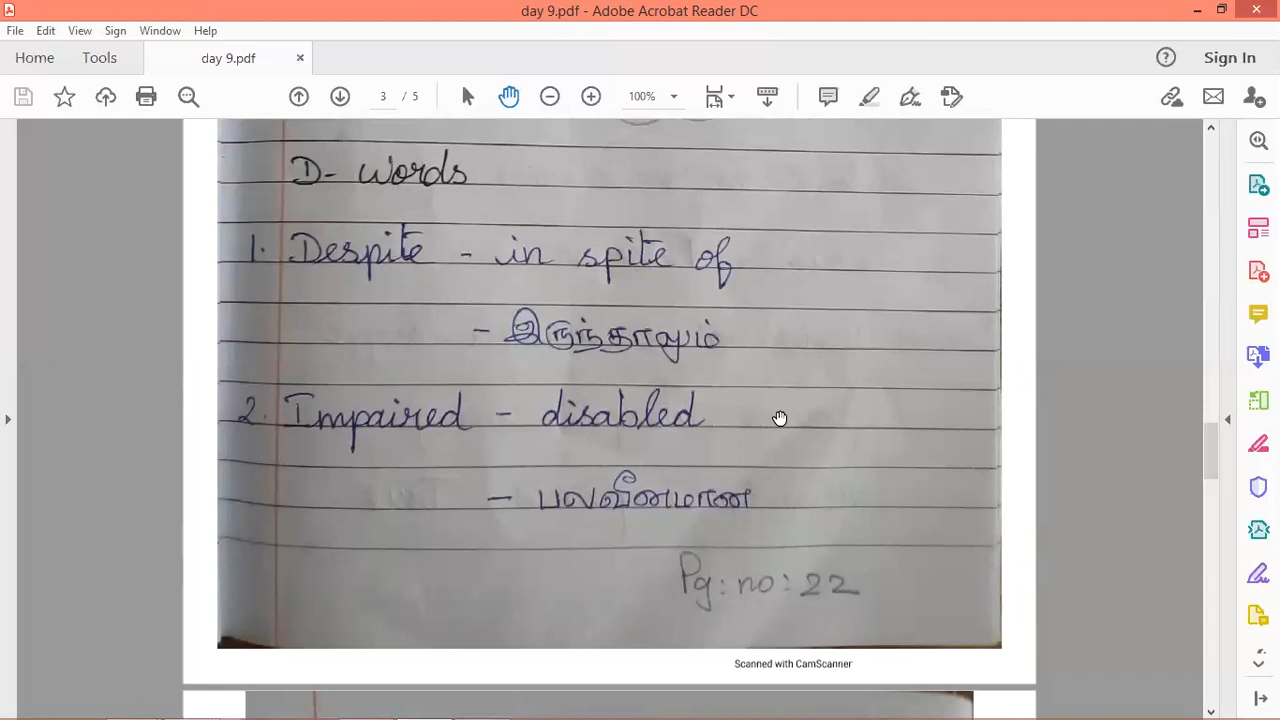 day 9.pdf - Adobe Acrobat Reader DC
File Edit View Sign Window Help
Home Tools day 9.pdf × Sign In
3 / 5 100%
D- Words
1. Despite - in spite of
- இருந்தாலும்
2. Impaired - disabled
- பலவீனமான
Pg: no: 22
Scanned with CamScanner